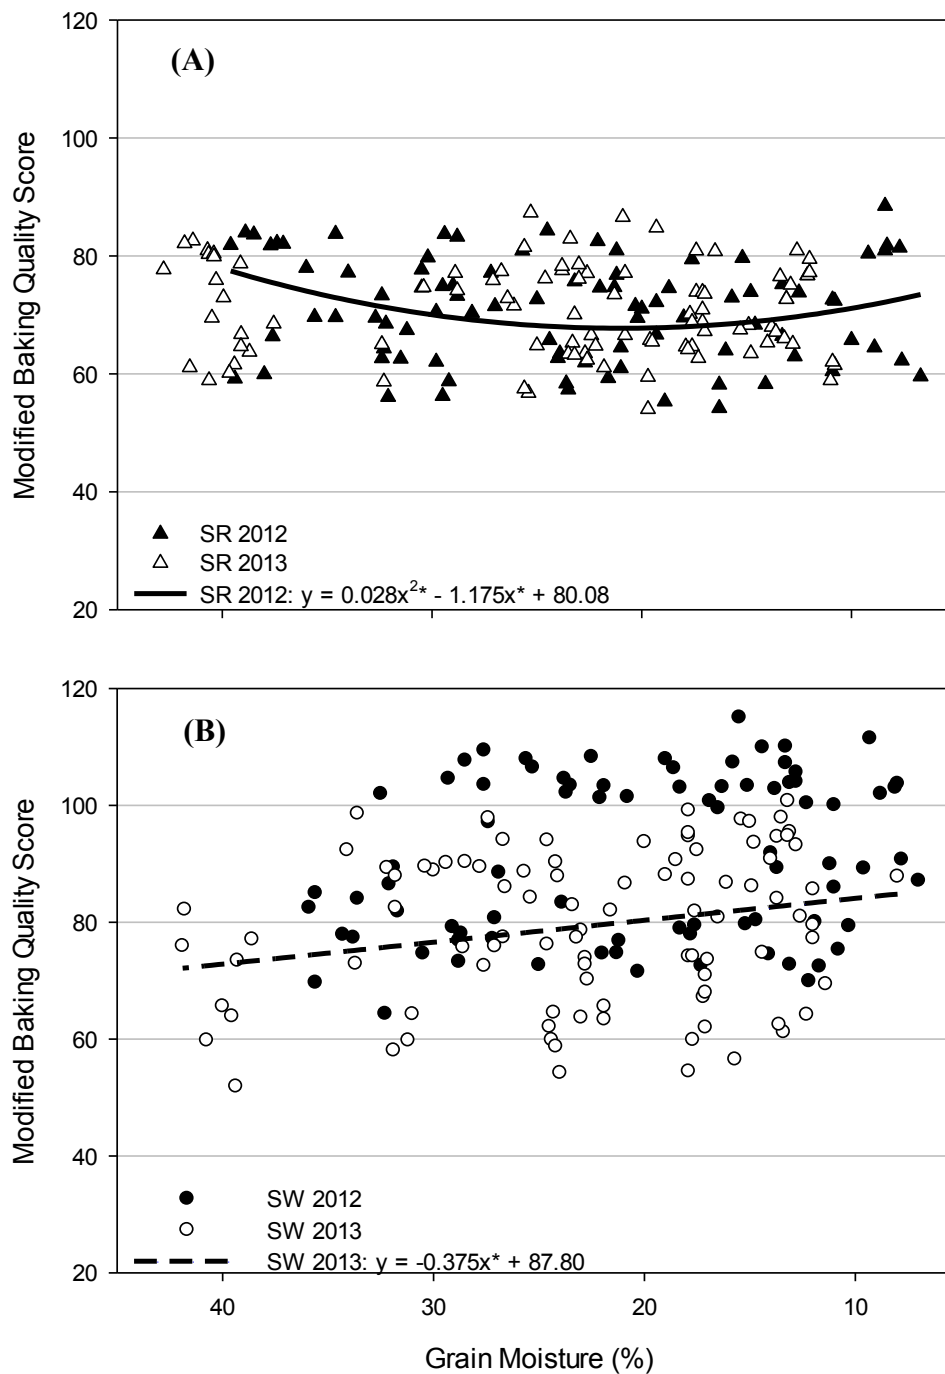 120
(A)
100
80
60
40
20
Modified Baking Quality Score
SR 2012
SR 2013
SR 2012: y = 0.028x²* - 1.175x* + 80.08
120
(B)
100
80
60
40
20
Modified Baking Quality Score
SW 2012
SW 2013
SW 2013: y = -0.375x* + 87.80
40 30 20 10
Grain Moisture (%)